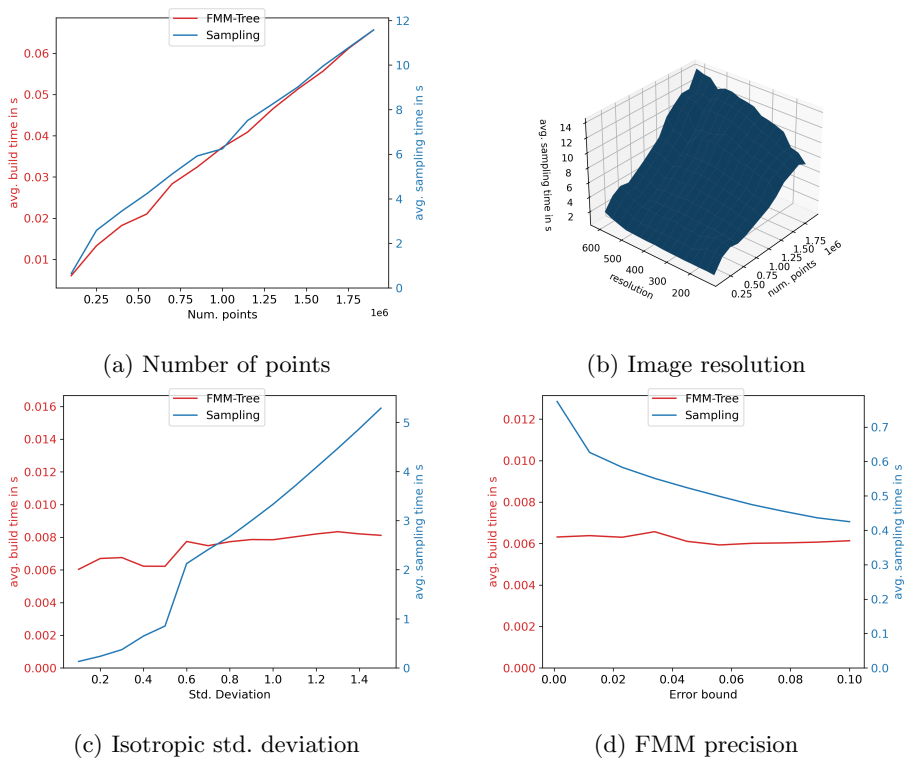 FMM-Tree
Sampling
avg. build time in s
0.06
0.05
0.04
0.03
0.02
0.01
12
10
8
6
4
2
0
avg. sampling time in s
0.25 0.50 0.75 1.00 1.25 1.50 1.75
Num. points
1e6
(a) Number of points
avg. sampling time in s
14
12
10
8
6
4
2
600 500 400 300 200
resolution
0.25 0.50 0.75 1.00 1.25 1.50 1.75
1e6
num. points
(b) Image resolution
FMM-Tree
Sampling
avg. build time in s
0.016
0.014
0.012
0.010
0.008
0.006
0.004
0.002
0.000
5
4
3
2
1
0
avg. sampling time in s
0.2 0.4 0.6 0.8 1.0 1.2 1.4
Std. Deviation
(c) Isotropic std. deviation
FMM-Tree
Sampling
avg. build time in s
0.012
0.010
0.008
0.006
0.004
0.002
0.000
0.7
0.6
0.5
0.4
0.3
0.2
0.1
0.0
avg. sampling time in s
0.00 0.02 0.04 0.06 0.08 0.10
Error bound
(d) FMM precision